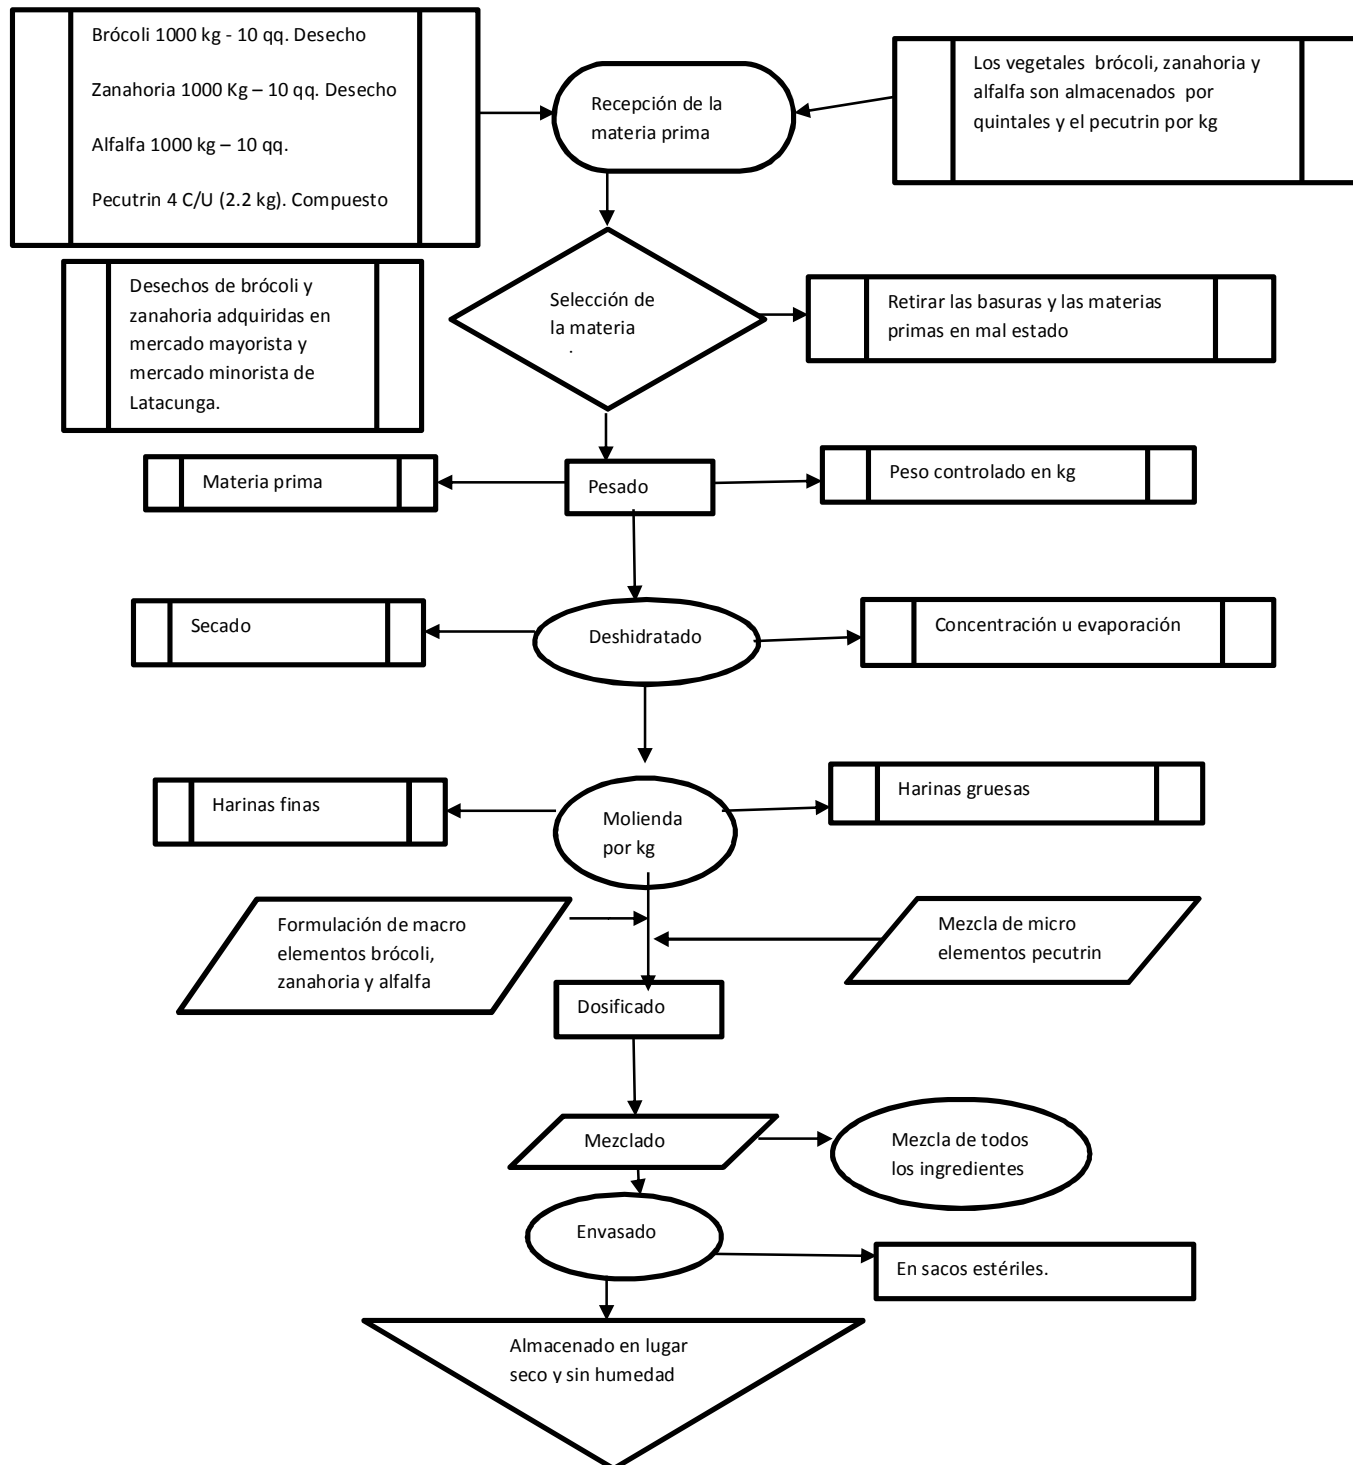 Brócoli 1000 kg - 10 qq. Desecho
Zanahoria 1000 Kg – 10 qq. Desecho
Alfalfa 1000 kg – 10 qq.
Pecutrin 4 C/U (2.2 kg). Compuesto
Recepción de la
materia prima
Los vegetales brócoli, zanahoria y
alfalfa son almacenados por
quintales y el pecutrin por kg
Desechos de brócoli y
zanahoria adquiridas en
mercado mayorista y
mercado minorista de
Latacunga.
Selección de
la materia
Retirar las basuras y las materias
primas en mal estado
Materia prima
Pesado
Peso controlado en kg
Secado
Deshidratado
Concentración u evaporación
Harinas finas
Molienda
por kg
Harinas gruesas
Formulación de macro
elementos brócoli,
zanahoria y alfalfa
Mezcla de micro
elementos pecutrin
Dosificado
Mezclado
Mezcla de todos
los ingredientes
Envasado
En sacos estériles.
Almacenado en lugar
seco y sin humedad